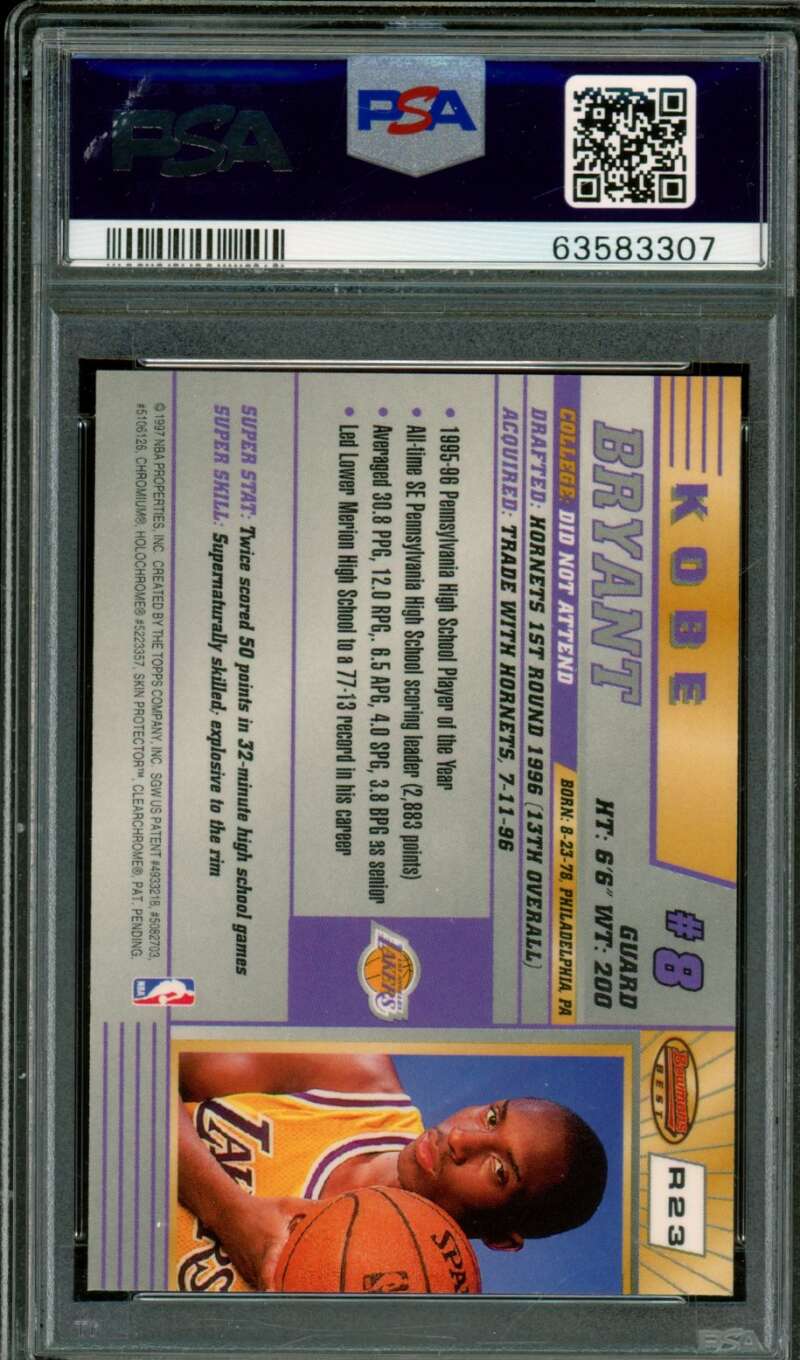 PSA
PSA
63583307
KOBE
BRYANT
#8
GUARD
HT: 6'6" WT: 200
COLLEGE: DID NOT ATTEND
BORN: 8-23-78, PHILADELPHIA, PA
DRAFTED: HORNETS 1ST ROUND 1996 (13TH OVERALL)
ACQUIRED: TRADE WITH HORNETS, 7-11-96
• 1995-96 Pennsylvania High School Player of the Year
• All-time SE Pennsylvania High School scoring leader (2,883 points)
• Averaged 30.8 PPG, 12.0 RPG,. 6.5 APG, 4.0 SPG, 3.8 BPG as senior
• Led Lower Merion High School to a 77-13 record in his career
SUPER STAT: Twice scored 50 points in 32-minute high school games
SUPER SKILL: Supernaturally skilled; explosive to the rim
© 1997 NBA PROPERTIES, INC. CREATED BY THE TOPPS COMPANY, INC. SGW US PATENT #4933218, #5082703,
#5106126, CHROMIUM®, HOLOCHROME® #5223357, SKIN PROTECTOR™, CLEARCHROME®, PAT. PENDING.
LOS ANGELES
LAKERS
NBA
Bowman's
BEST
R23
LAKERS
SPA
PSA